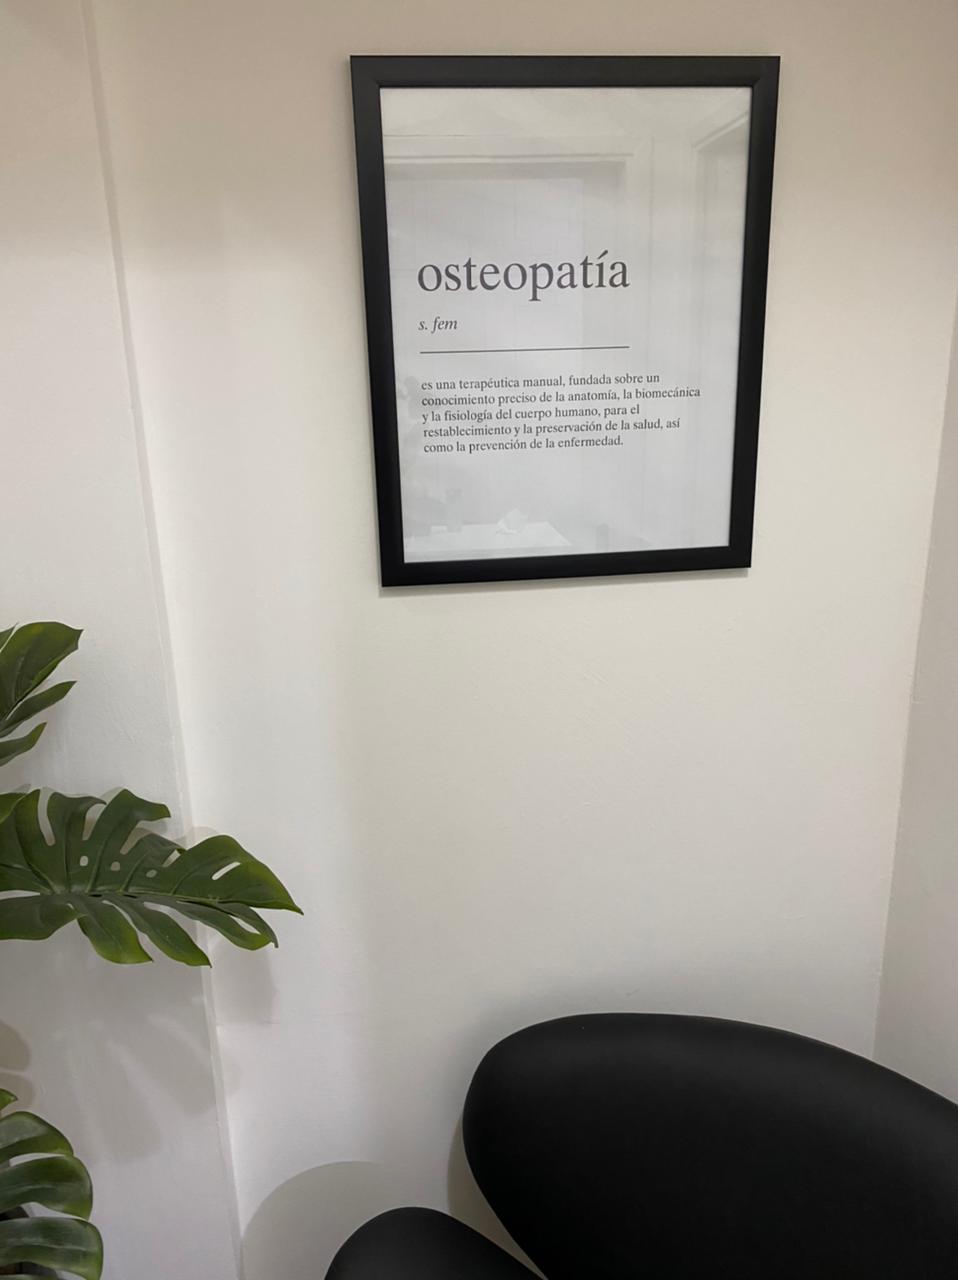 osteopatía
s. fem
es una terapéutica manual, fundada sobre un
conocimiento preciso de la anatomía, la biomecánica
y la fisiología del cuerpo humano, para el
restablecimiento y la preservación de la salud, así
como la prevención de la enfermedad.